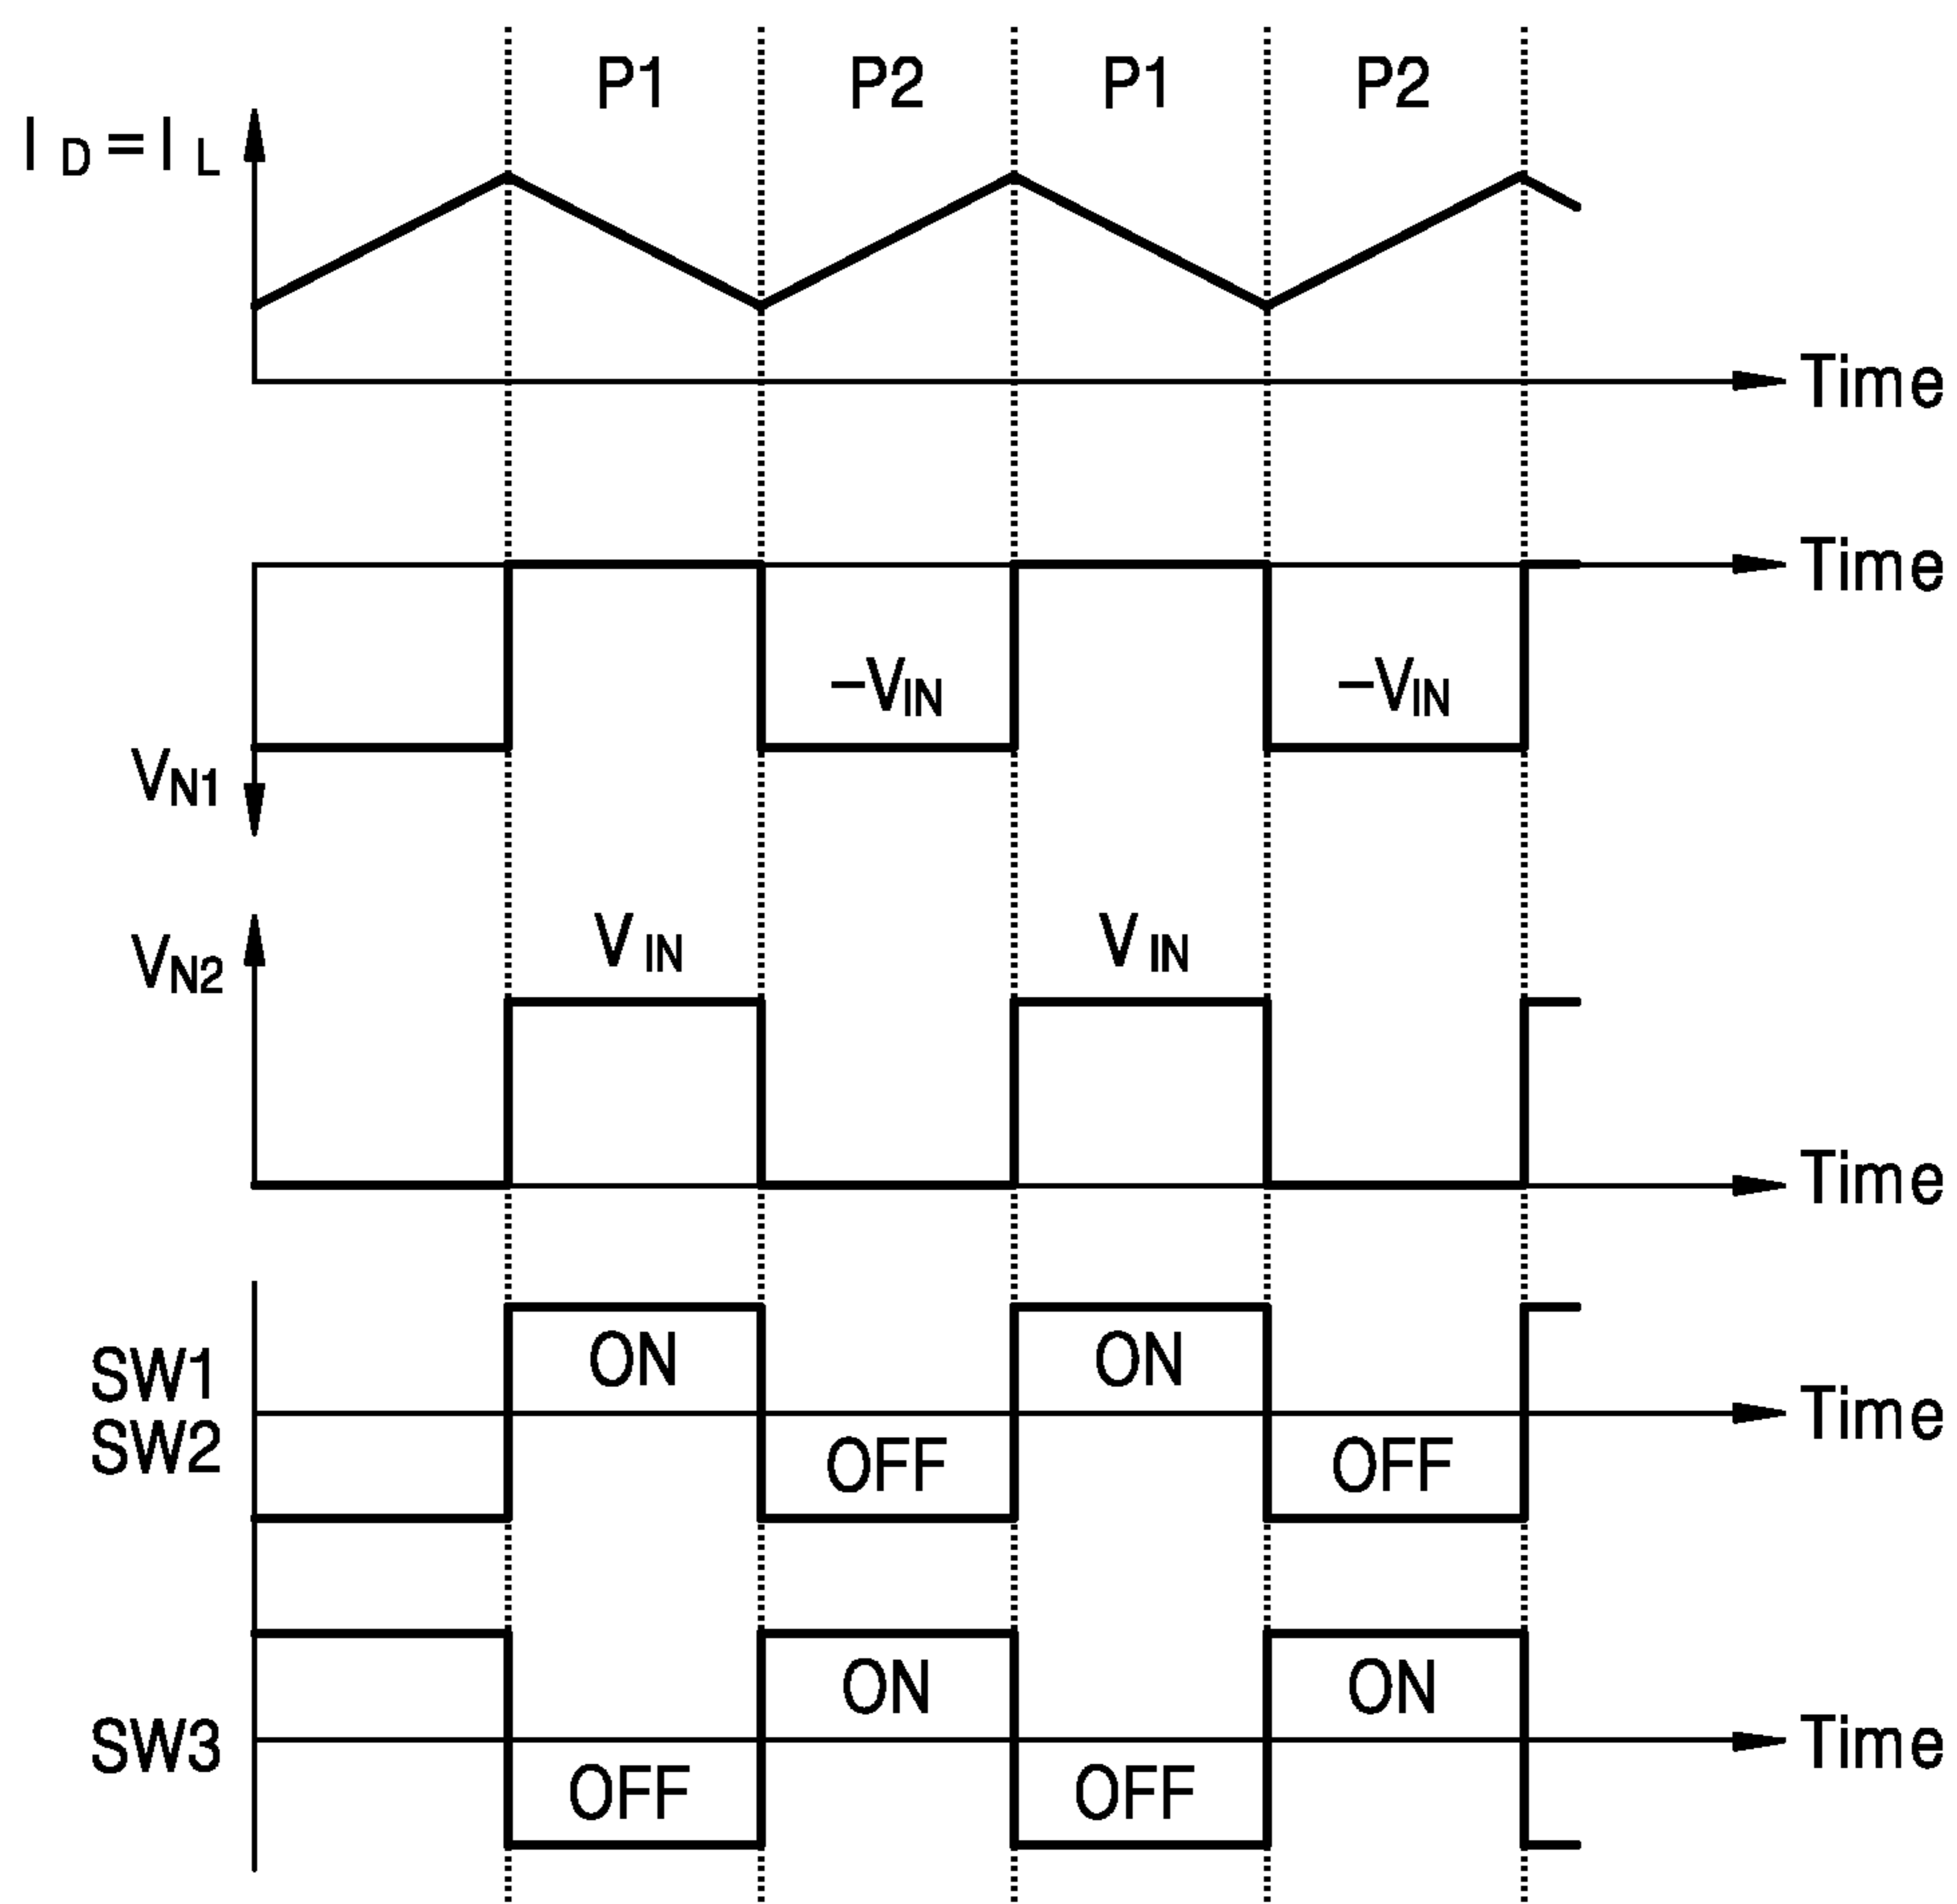 P1 P2 P1 P2
I D = I L
Time
Time
-VIN -VIN
VN1
VIN VIN
VN2
Time
ON ON
SW1
Time
SW2
OFF OFF
ON ON
SW3
Time
OFF OFF